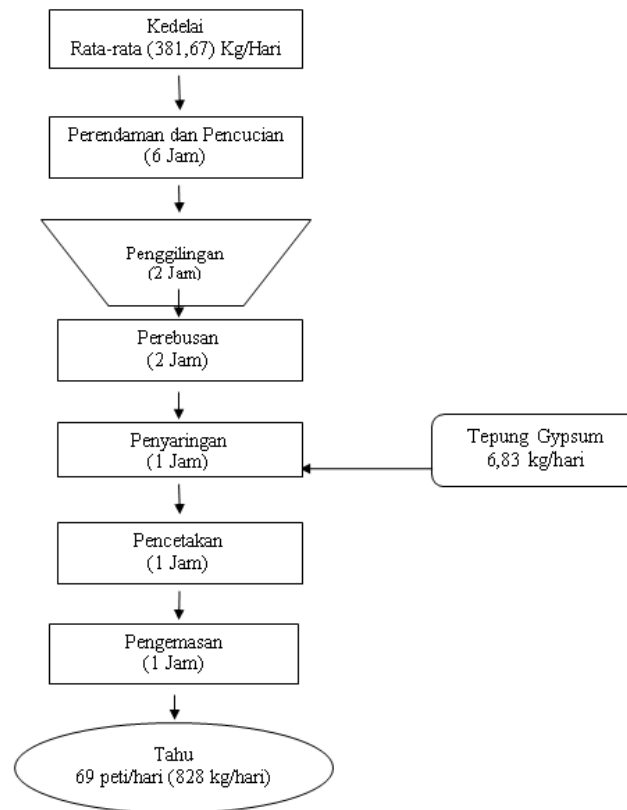 Kedelai
Rata-rata (381,67) Kg/Hari
Perendaman dan Pencucian
(6 Jam)
Penggilingan
(2 Jam)
Perebusan
(2 Jam)
Penyaringan
(1 Jam)
Tepung Gypsum
6,83 kg/hari
Pencetakan
(1 Jam)
Pengemasan
(1 Jam)
Tahu
69 peti/hari (828 kg/hari)